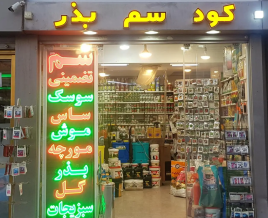 کود سم بذر
سم
تضمینی
سوسک
ساس
موش
مورچه
بذر
گل
سبزیجات